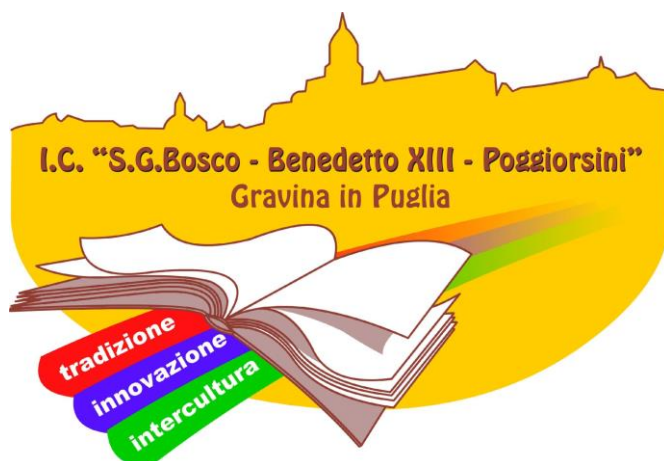 I.C. “S.G.Bosco - Benedetto XIII - Poggiorsini”
Gravina in Puglia
tradizione
innovazione
intercultura